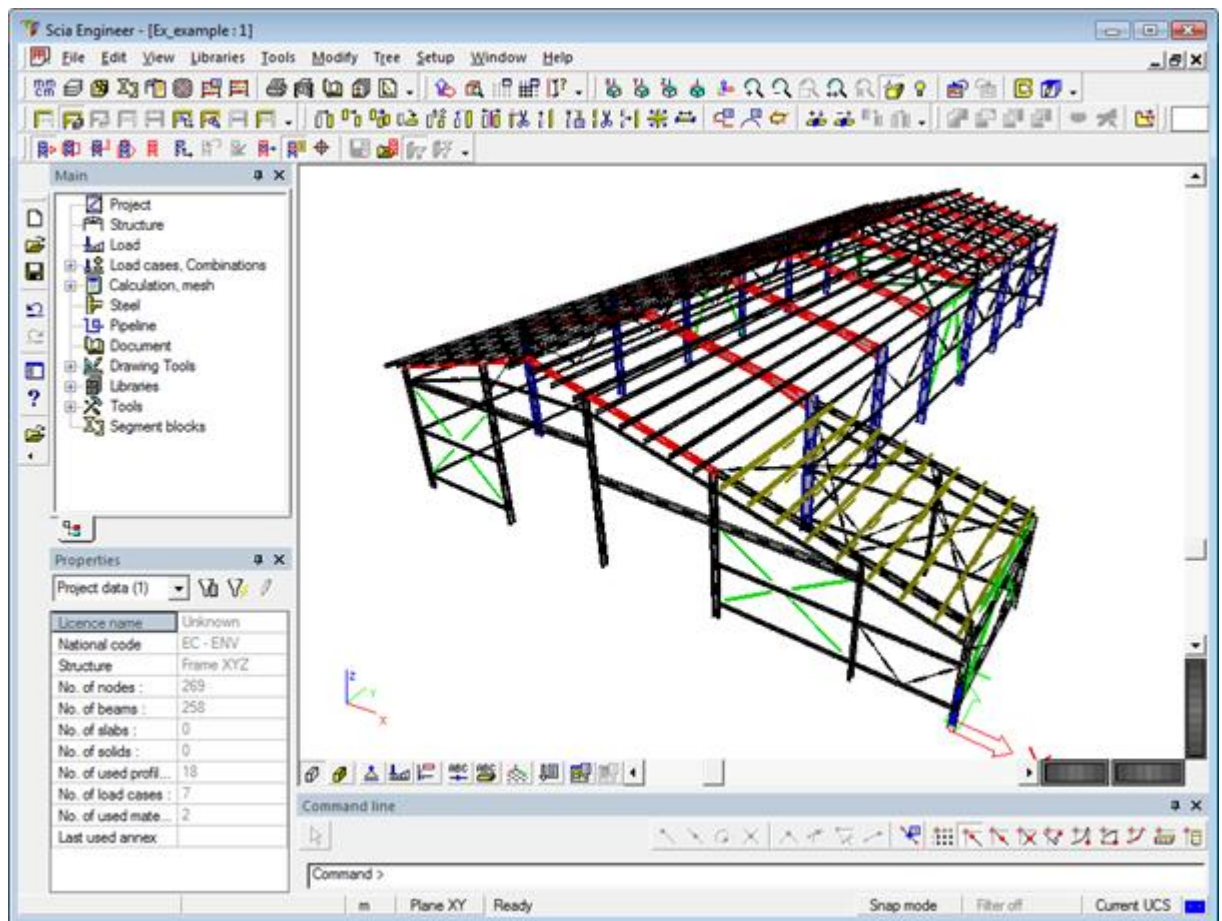 Scia Engineer - [Ex_example : 1]
File Edit View Libraries Tools Modify Tree Setup Window Help
Main
Project
Structure
Load
Load cases, Combinations
Calculation, mesh
Steel
Pipeline
Document
Drawing Tools
Libraries
Tools
Segment blocks
Properties
Project data (1)
Licence name Unknown
National code EC - ENV
Structure Frame XYZ
No. of nodes : 269
No. of beams : 258
No. of slabs : 0
No. of solids : 0
No. of used profil... 18
No. of load cases : 7
No. of used mate... 2
Last used annex
z
Y
X
Command line
Command >
m Plane XY Ready Snap mode Filter off Current UCS